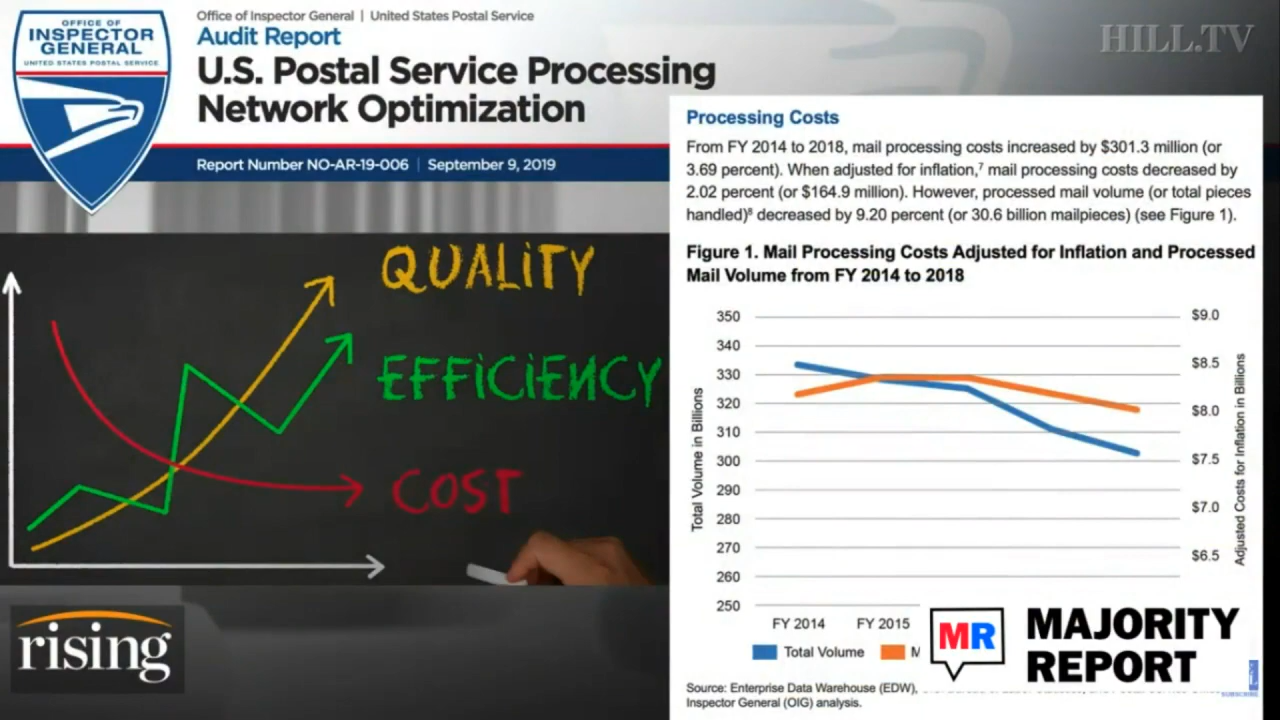 OFFICE OF
INSPECTOR
GENERAL
UNITED STATES POSTAL SERVICE
Office of Inspector General | United States Postal Service
Audit Report
U.S. Postal Service Processing
Network Optimization
Report Number NO-AR-19-006 | September 9, 2019
HILL.TV
QUALITY
EFFICIENCY
COST
rising
Processing Costs
From FY 2014 to 2018, mail processing costs increased by $301.3 million (or
3.69 percent). When adjusted for inflation,⁷ mail processing costs decreased by
2.02 percent (or $164.9 million). However, processed mail volume (or total pieces
handled)⁸ decreased by 9.20 percent (or 30.6 billion mailpieces) (see Figure 1).
Figure 1. Mail Processing Costs Adjusted for Inflation and Processed
Mail Volume from FY 2014 to 2018
Total Volume in Billions
350
340
330
320
310
300
290
280
270
260
250
$9.0
$8.5
$8.0
$7.5
$7.0
$6.5
Adjusted Costs for Inflation in Billions
FY 2014 FY 2015
Total Volume M
Source: Enterprise Data Warehouse (EDW),
Inspector General (OIG) analysis.
MR
MAJORITY
REPORT